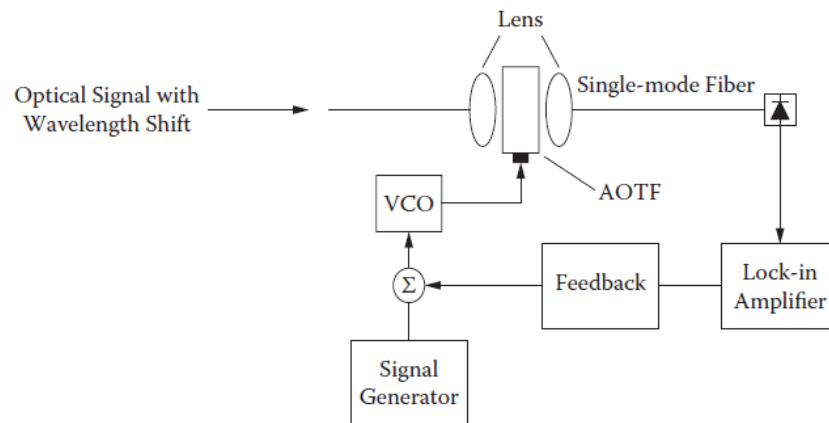 Lens
Optical Signal with
Wavelength Shift
Single-mode Fiber
AOTF
VCO
Σ
Feedback
Lock-in
Amplifier
Signal
Generator